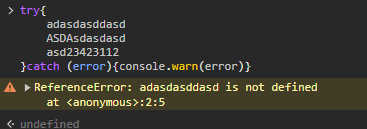 > try{
adasdasddasd
ASDAsdasdasd
asd23423112
}catch (error){console.warn(error)}
▶ReferenceError: adasdasddasd is not defined
at <anonymous>:2:5
undefined